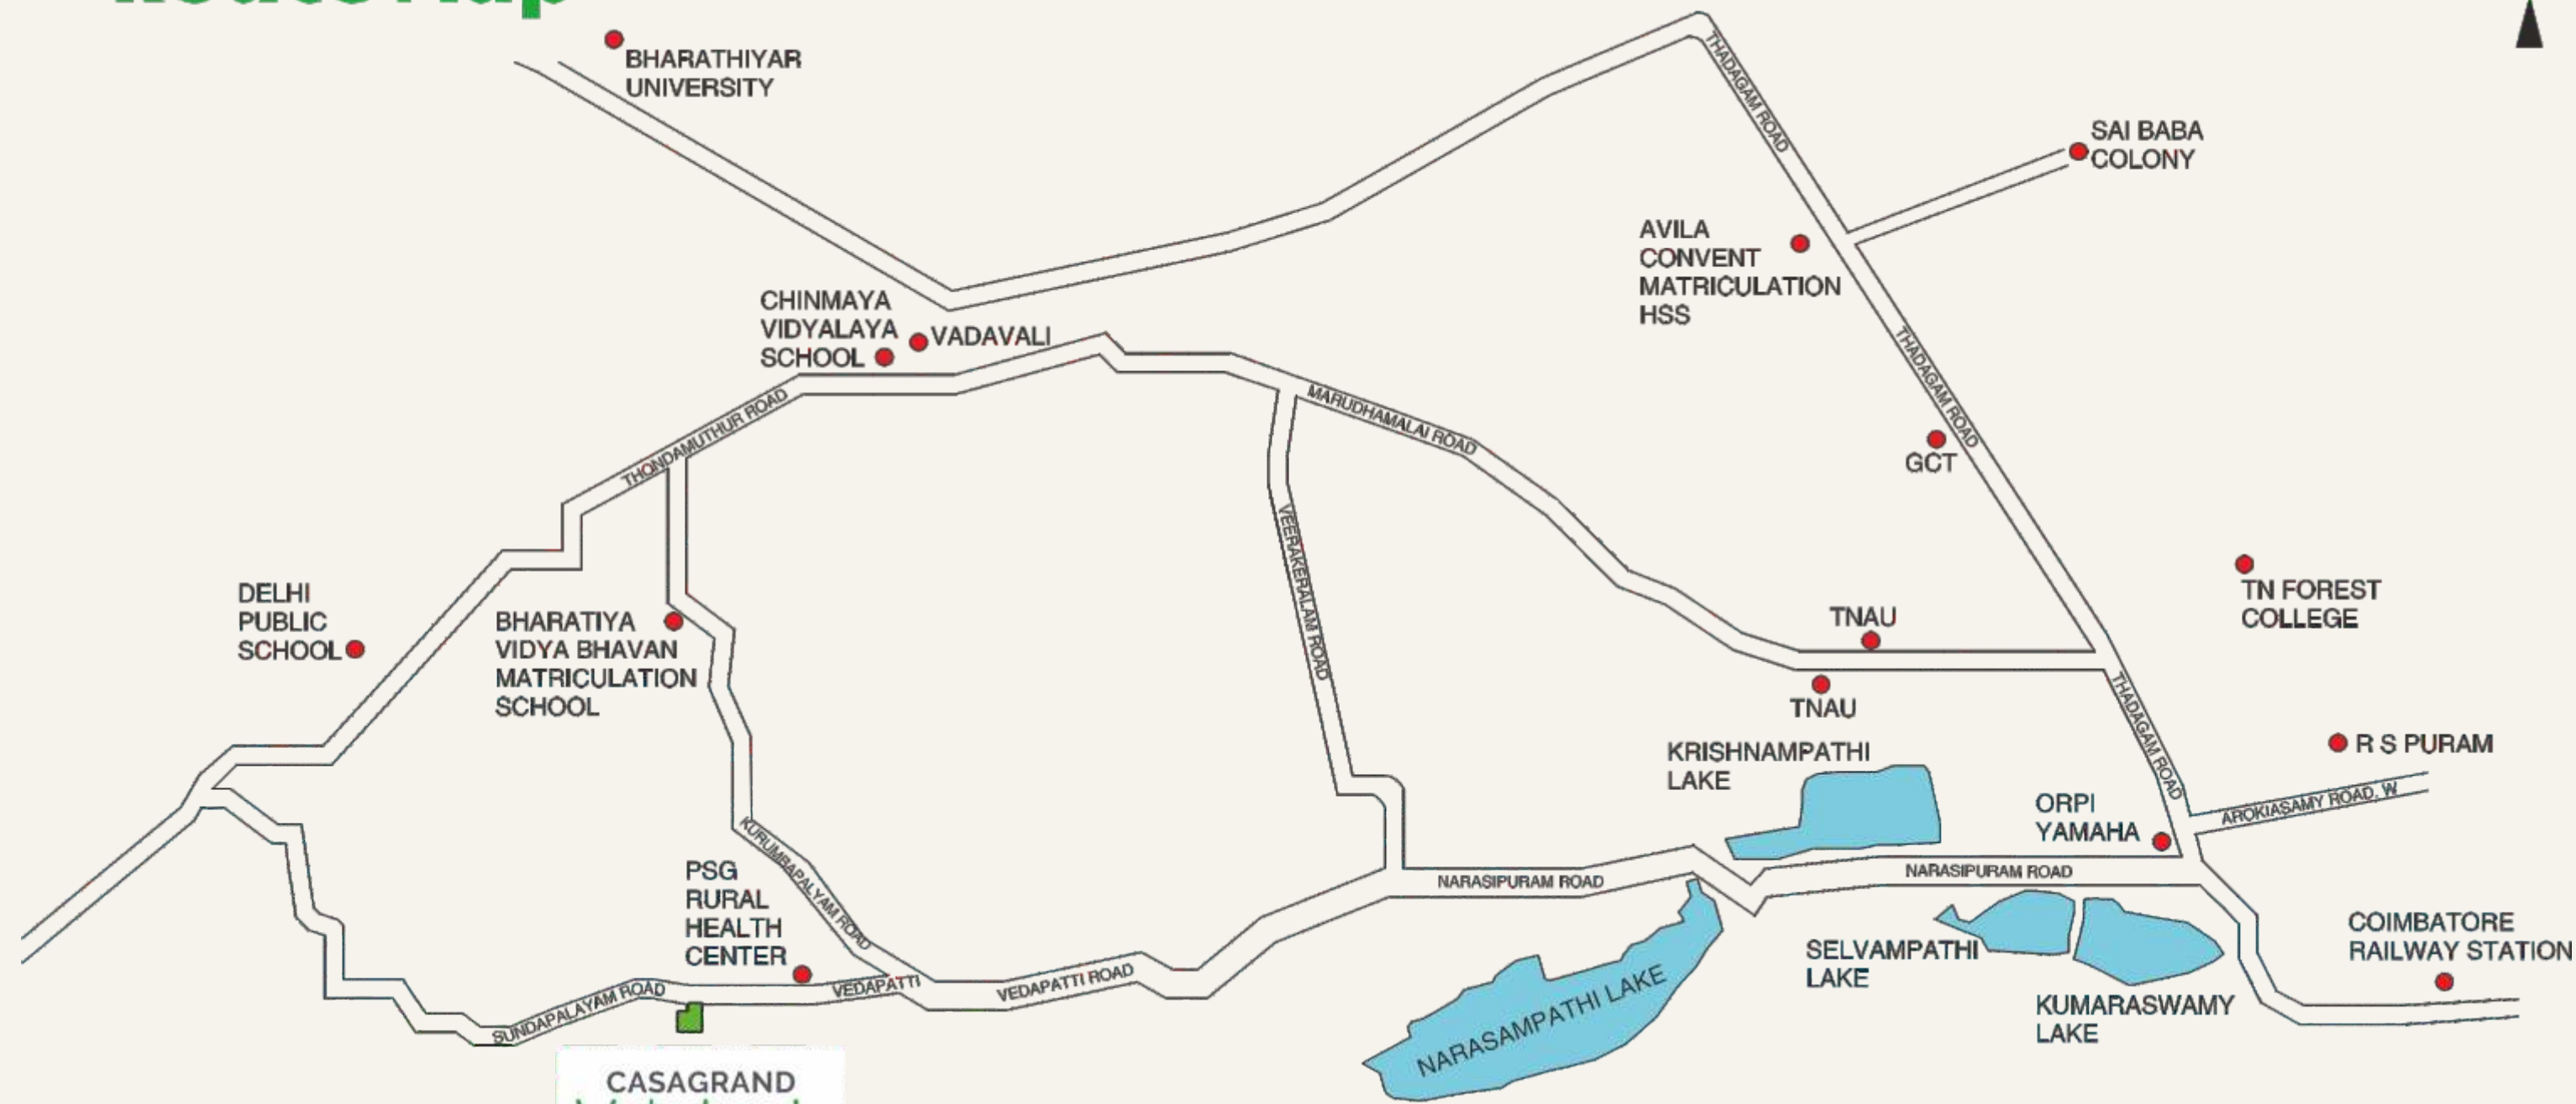 BHARATHIYAR
UNIVERSITY
THADAGAM ROAD
SAI BABA
COLONY
AVILA
CONVENT
MATRICULATION
HSS
CHINMAYA
VIDYALAYA
SCHOOL
VADAVALI
THONDAMUTHUR ROAD
MARUDHAMALAI ROAD
THADAGAM ROAD
GCT
VEERAKERALAM ROAD
DELHI
PUBLIC
SCHOOL
BHARATIYA
VIDYA BHAVAN
MATRICULATION
SCHOOL
TNAU
TNAU
TN FOREST
COLLEGE
THADAGAM ROAD
R S PURAM
KRISHNAMPATHI
LAKE
ORPI
YAMAHA
AROKIASAMY ROAD, W
KURUMBAPALYAM ROAD
PSG
RURAL
HEALTH
CENTER
NARASIPURAM ROAD
NARASIPURAM ROAD
SUNDAPALAYAM ROAD
VEDAPATTI
VEDAPATTI ROAD
NARASAMPATHI LAKE
SELVAMPATHI
LAKE
KUMARASWAMY
LAKE
COIMBATORE
RAILWAY STATION
CASAGRAND